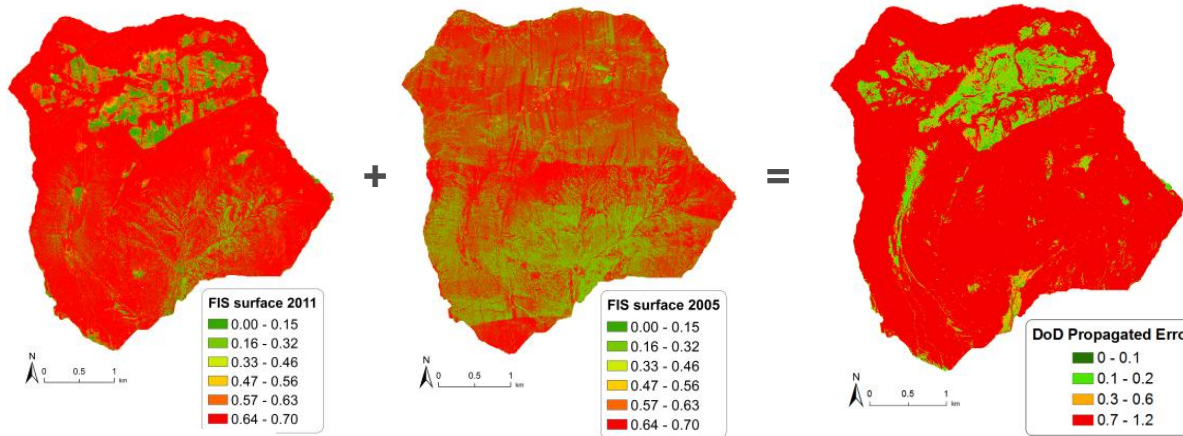 +
=
FIS surface 2011
0.00 - 0.15
0.16 - 0.32
0.33 - 0.46
0.47 - 0.56
0.57 - 0.63
0.64 - 0.70
N
0 0.5 1
km
FIS surface 2005
0.00 - 0.15
0.16 - 0.32
0.33 - 0.46
0.47 - 0.56
0.57 - 0.63
0.64 - 0.70
N
0 0.5 1
km
DoD Propagated Erro
0 - 0.1
0.1 - 0.2
0.3 - 0.6
0.7 - 1.2
N
0 0.5 1
km